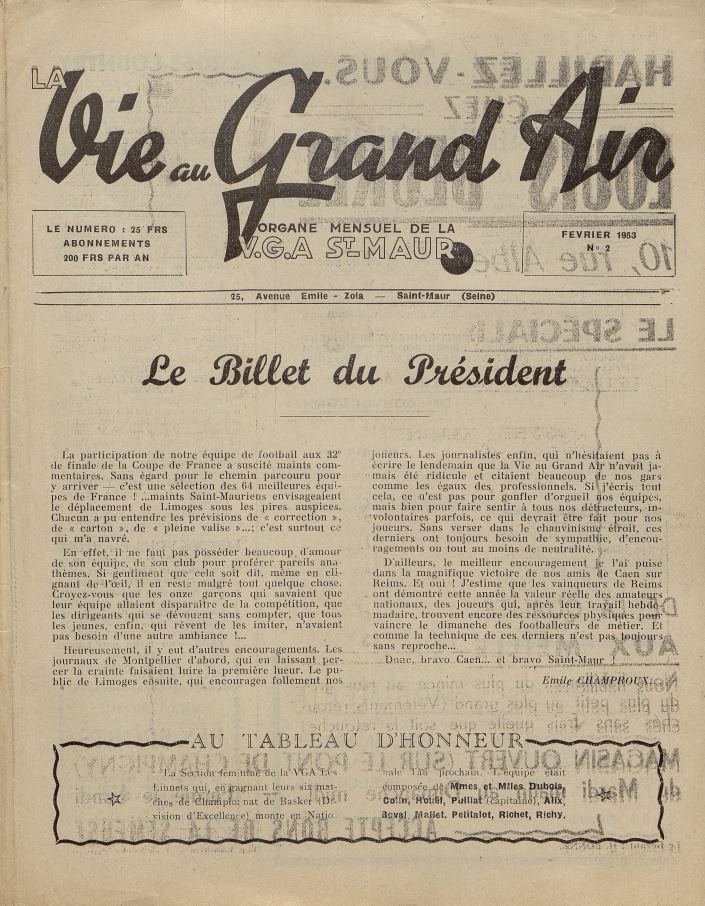 LA
Vie au Grand Air
LE NUMERO : 25 FRS
ABONNEMENTS
200 FRS PAR AN
ORGANE MENSUEL DE LA
V.G.A ST-MAUR
FEVRIER 1953
No 2
25, Avenue Emile - Zola — Saint-Maur (Seine)
Le Billet du Président
La participation de notre équipe de football aux 32e
de finale de la Coupe de France a suscité maints com-
mentaires. Sans égard pour le chemin parcouru pour
y arriver — c'est une sélection des 64 meilleures équi-
pes de France ! ...maints Saint-Mauriens envisageaient
le déplacement de Limoges sous les pires auspices.
Chacun a pu entendre les prévisions de « correction »,
de « carton », de « pleine valise »...; c'est surtout ce
qui m'a navré.
En effet, il ne faut pas posséder beaucoup d'amour
de son équipe, de son club pour proférer pareils ana-
thèmes. Si gentiment que cela soit dit, même en cli-
gnant de l'œil, il en reste malgré tout quelque chose.
Croyez-vous que les onze garçons qui savaient que
leur équipe allaient disparaître de la compétition, que
les dirigeants qui se dévouent sans compter, que tous
les jeunes, enfin, qui rêvent de les imiter, n'avaient
pas besoin d'une autre ambiance !...
Heureusement, il y eut d'autres encouragements. Les
journaux de Montpellier d'abord, qui en laissant per-
cer la crainte faisaient luire la première lueur. Le pu-
blic de Limoges ensuite, qui encouragea follement nos
joueurs. Les journalistes enfin, qui n'hésitaient pas à
écrire le lendemain que la Vie au Grand Air n'avait ja-
mais été ridicule et citaient beaucoup de nos gars
comme les égaux des professionnels. Si j'écris tout
cela, ce n'est pas pour gonfler d'orgueil nos équipes,
mais bien pour faire sentir à tous nos détracteurs, in-
volontaires parfois, ce qui devrait être fait pour nos
joueurs. Sans verser dans le chauvinisme étroit, ces
derniers ont toujours besoin de sympathie, d'encou-
ragements ou tout au moins de neutralité.
D'ailleurs, le meilleur encouragement je l'ai puisé
dans la magnifique victoire de nos amis de Caen sur
Reims. Et oui ! J'estime que les vainqueurs de Reims
ont démontré cette année la valeur réelle des amateurs
nationaux, des joueurs qui, après leur travail hebdo-
madaire, trouvent encore des ressources physiques pour
vaincre le dimanche des footballeurs de métier. Et
comme la technique de ces derniers n'est pas toujours
sans reproche...
Donc, bravo Caen... et bravo Saint-Maur !
Emile CHAMPROUX.
AU TABLEAU D'HONNEUR
La Section féminine de la VGA Les
Linnets qui, en gagnant leurs six mat-
ches de Championnat de Basket (Di-
vision d'Excellence) monte en Natio-
nale l'an prochain. L'équipe était
composée de Mmes et Mlles Dubois,
Colin, Houel, Pulliat (capitaine), Alix,
Boval, Mallet, Petitalot, Richet, Richy.